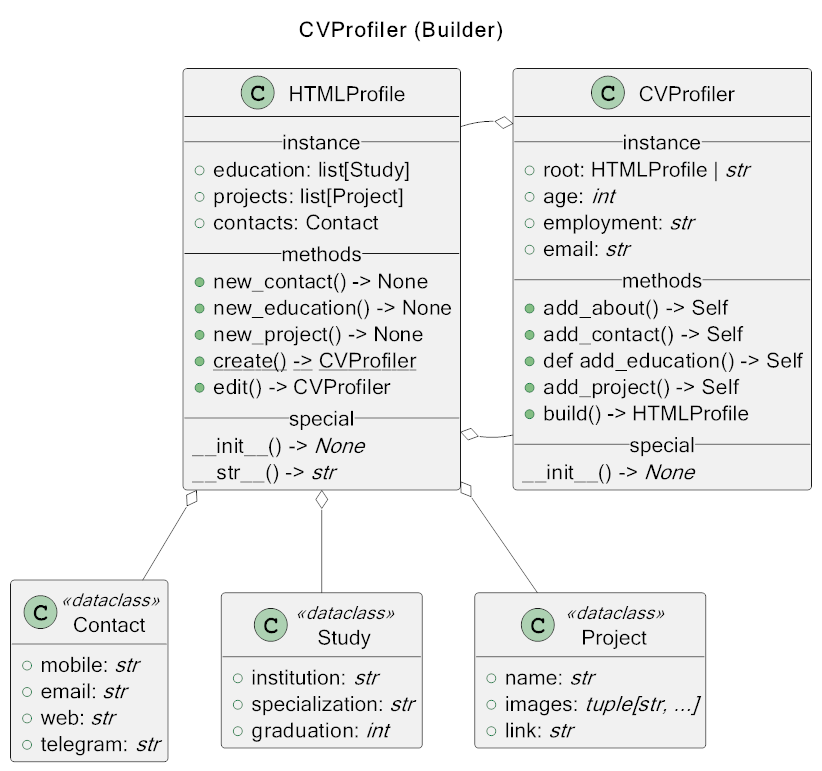 CVProfiler (Builder)
C HTMLProfile
instance
education: list[Study]
projects: list[Project]
contacts: Contact
methods
new_contact() -> None
new_education() -> None
new_project() -> None
create() -> CVProfiler
edit() -> CVProfiler
special
__init__() -> None
__str__() -> str
C CVProfiler
instance
root: HTMLProfile | str
age: int
employment: str
email: str
methods
add_about() -> Self
add_contact() -> Self
def add_education() -> Self
add_project() -> Self
build() -> HTMLProfile
special
__init__() -> None
«dataclass»
C Contact
mobile: str
email: str
web: str
telegram: str
«dataclass»
C Study
institution: str
specialization: str
graduation: int
«dataclass»
C Project
name: str
images: tuple[str, ...]
link: str